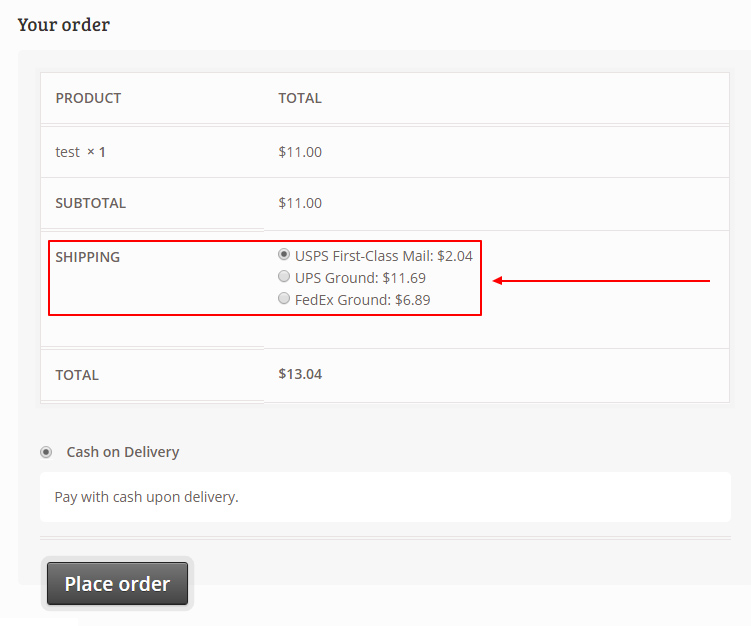 Your order
PRODUCT TOTAL
test × 1 $11.00
SUBTOTAL $11.00
SHIPPING USPS First-Class Mail: $2.04
UPS Ground: $11.69
FedEx Ground: $6.89
TOTAL $13.04
Cash on Delivery
Pay with cash upon delivery.
Place order